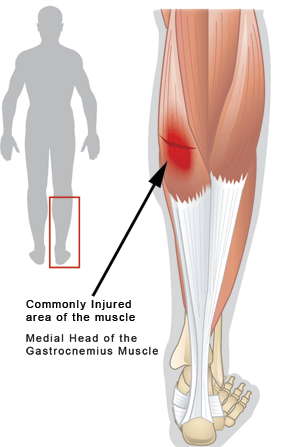 Commonly Injured
area of the muscle
Medial Head of the
Gastrocnemius Muscle